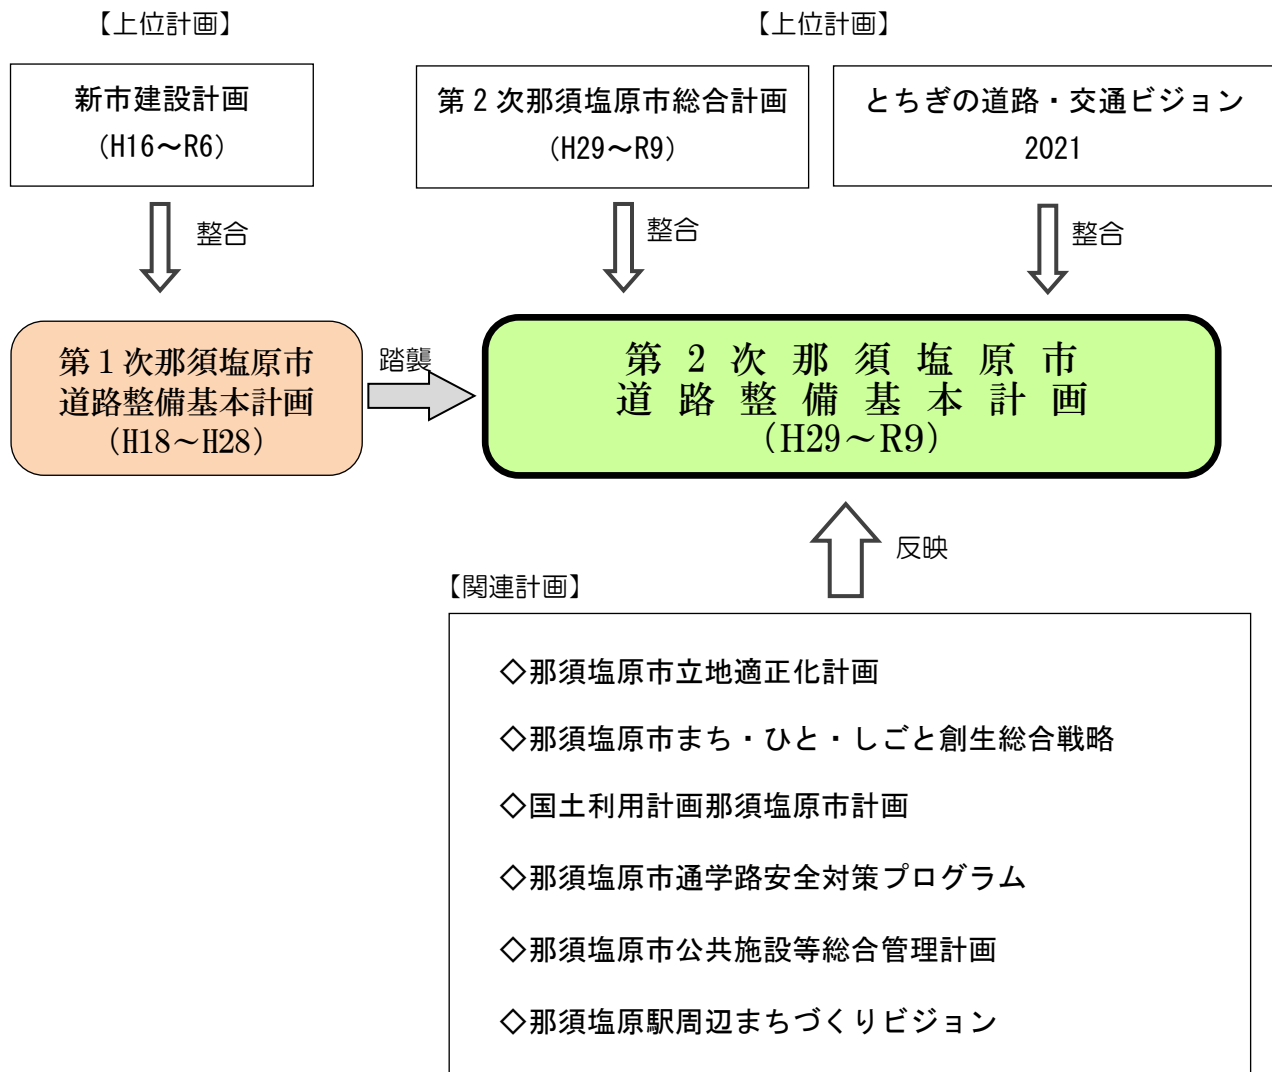 【上位計画】
【上位計画】
新市建設計画
(H16～R6)
第２次那須塩原市総合計画
(H29～R9)
とちぎの道路・交通ビジョン
2021
整合
整合
整合
第１次那須塩原市
道路整備基本計画
(H18～H28)
踏襲
第２次那須塩原市
道路整備基本計画
(H29～R9)
反映
【関連計画】
◇那須塩原市立地適正化計画
◇那須塩原市まち・ひと・しごと創生総合戦略
◇国土利用計画那須塩原市計画
◇那須塩原市通学路安全対策プログラム
◇那須塩原市公共施設等総合管理計画
◇那須塩原駅周辺まちづくりビジョン